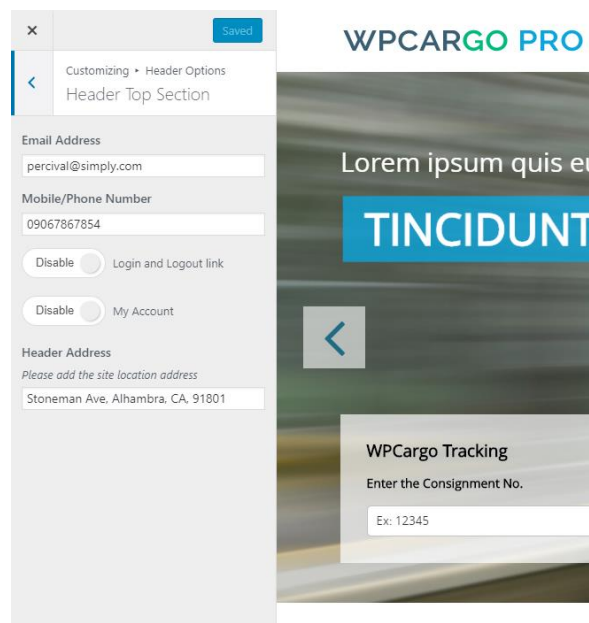 Saved
Customizing ▸ Header Options
Header Top Section
Email Address
percival@simply.com
Mobile/Phone Number
09067867854
Disable Login and Logout link
Disable My Account
Header Address
Please add the site location address
Stoneman Ave, Alhambra, CA, 91801
WPCARGO PRO
Lorem ipsum quis eu
TINCIDUNT
WPCargo Tracking
Enter the Consignment No.
Ex: 12345